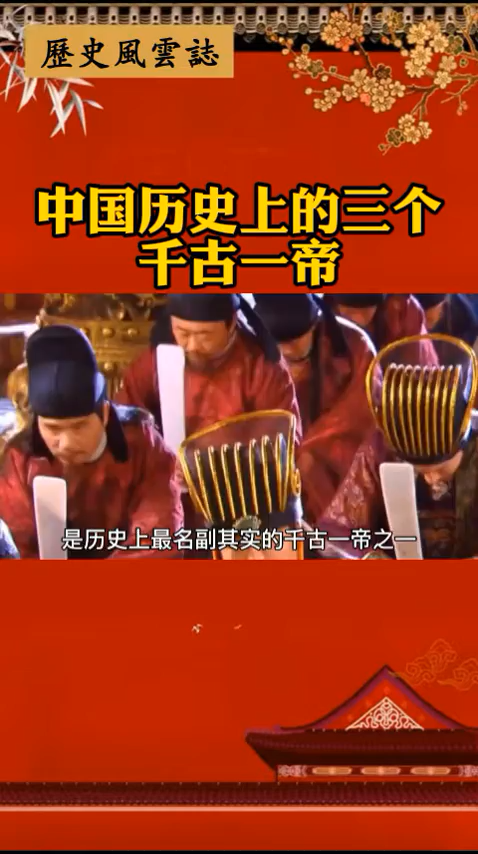 歷史風雲誌
中国历史上的三个
千古一帝
是历史上最名副其实的千古一帝之一